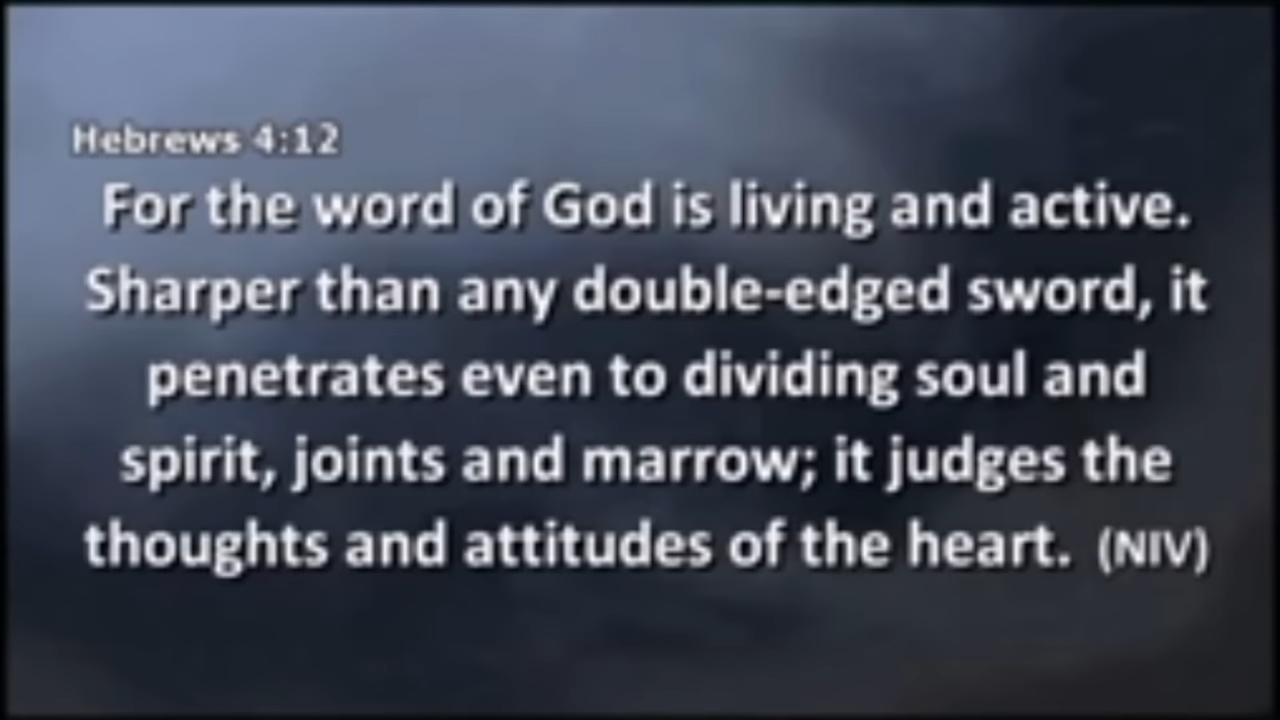 Hebrews 4:12
For the word of God is living and active.
Sharper than any double-edged sword, it
penetrates even to dividing soul and
spirit, joints and marrow; it judges the
thoughts and attitudes of the heart. (NIV)